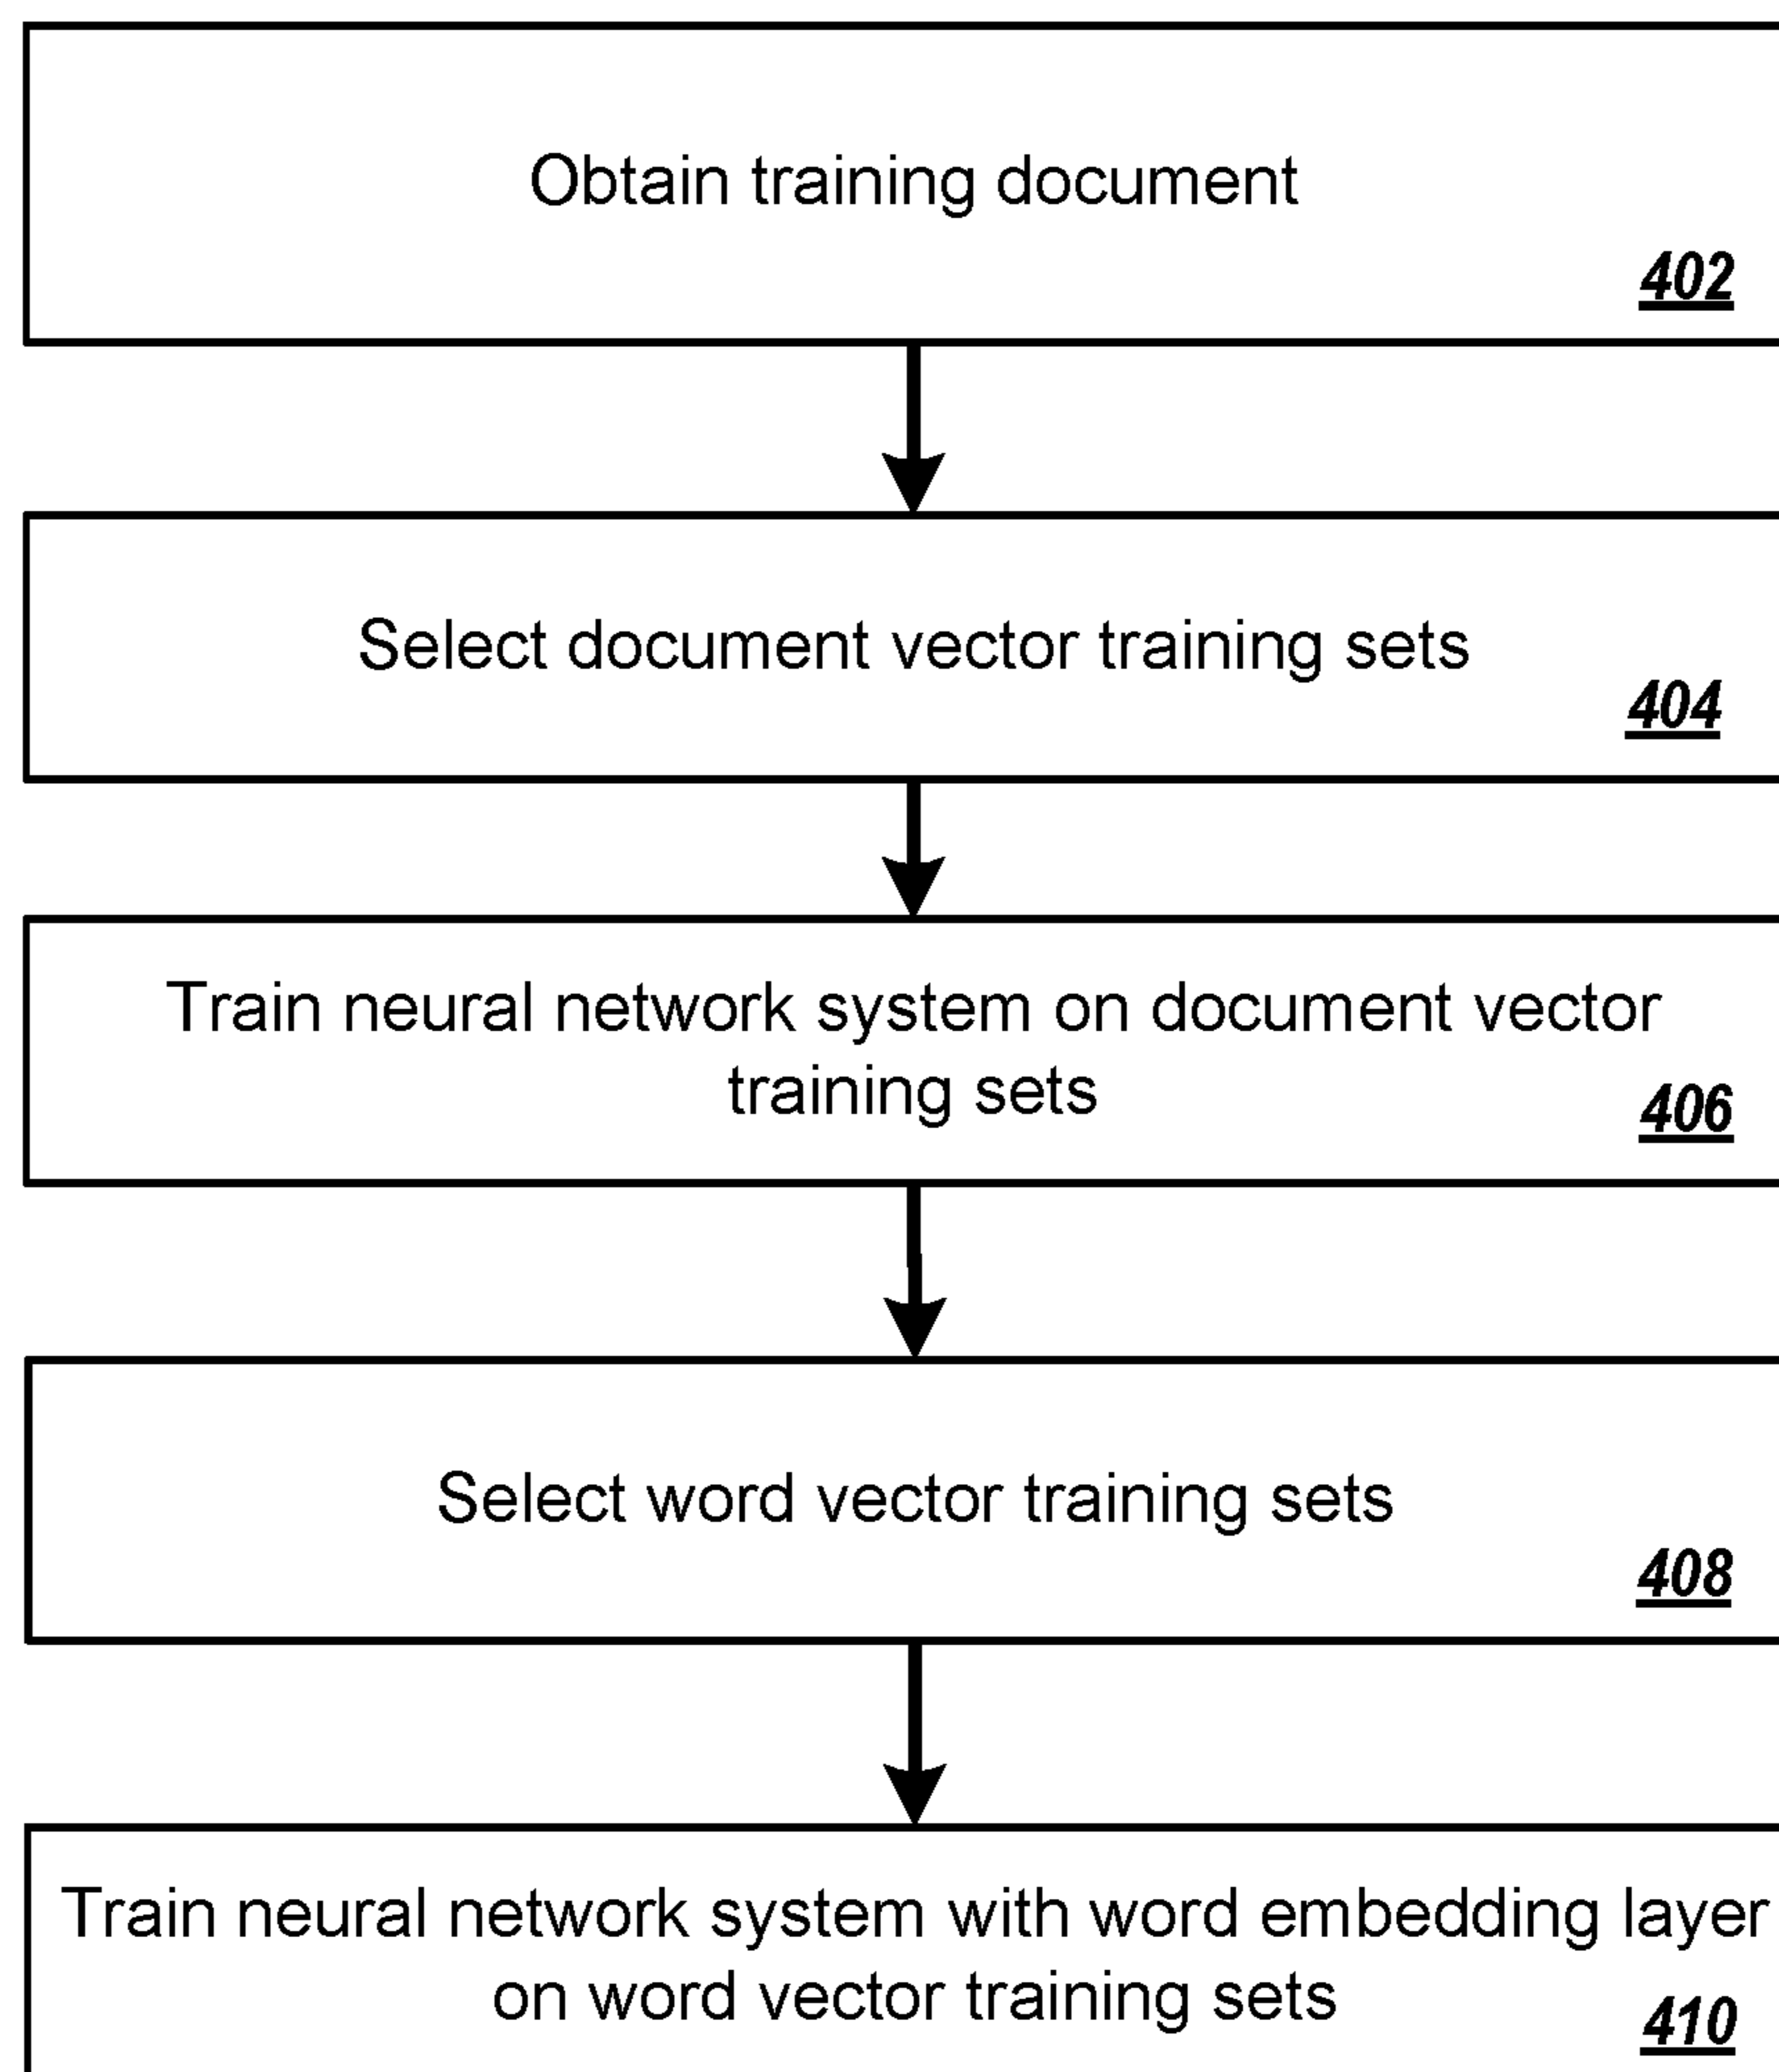 Obtain training document
402
Select document vector training sets
404
Train neural network system on document vector
training sets
406
Select word vector training sets
408
Train neural network system with word embedding layer
on word vector training sets
410